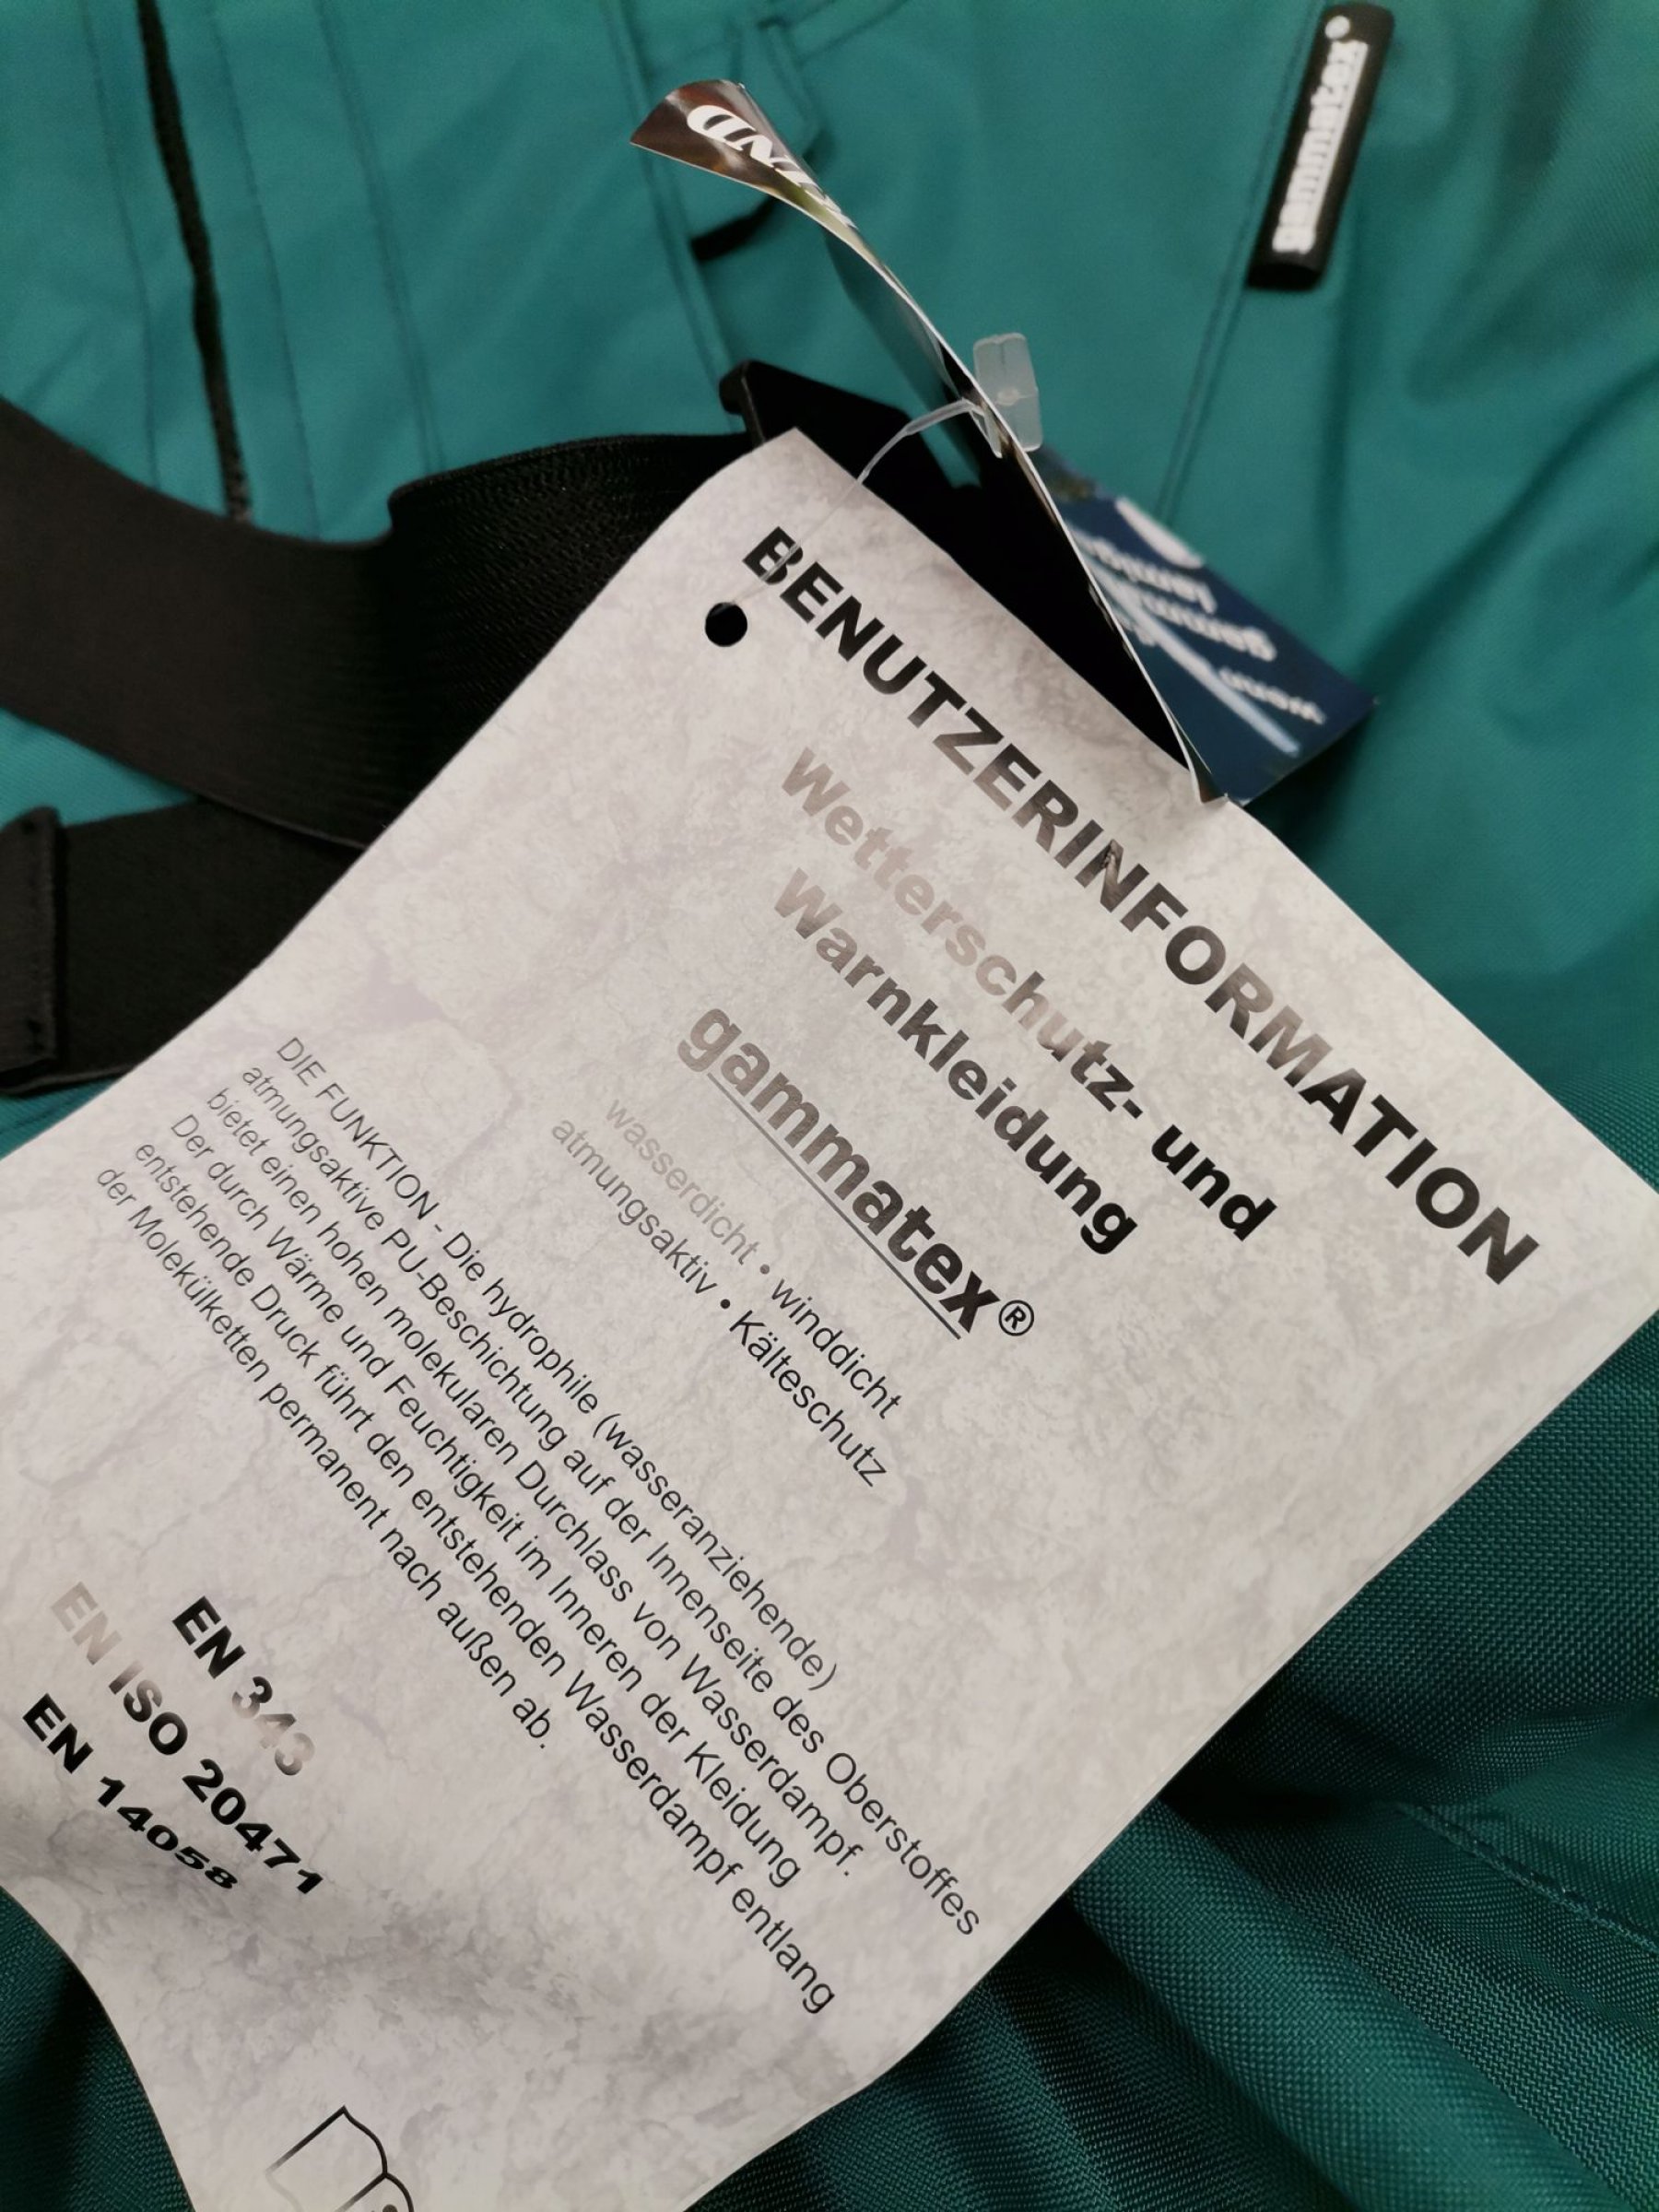 BENUTZERINFORMATION
Wetterschutz- und
Warnkleidung
gammatex®
wasserdicht • winddicht
atmungsaktiv • Kälteschutz
DIE FUNKTION - Die hydrophile (wasseranziehende)
atmungsaktive PU-Beschichtung auf der Innenseite des Oberstoffes
bietet einen hohen molekularen Durchlass von Wasserdampf.
Der durch Wärme und Feuchtigkeit im Inneren der Kleidung
entstehende Druck führt den entstehenden Wasserdampf entlang
der Molekülketten permanent nach außen ab.
EN 343
EN ISO 20471
EN 14058